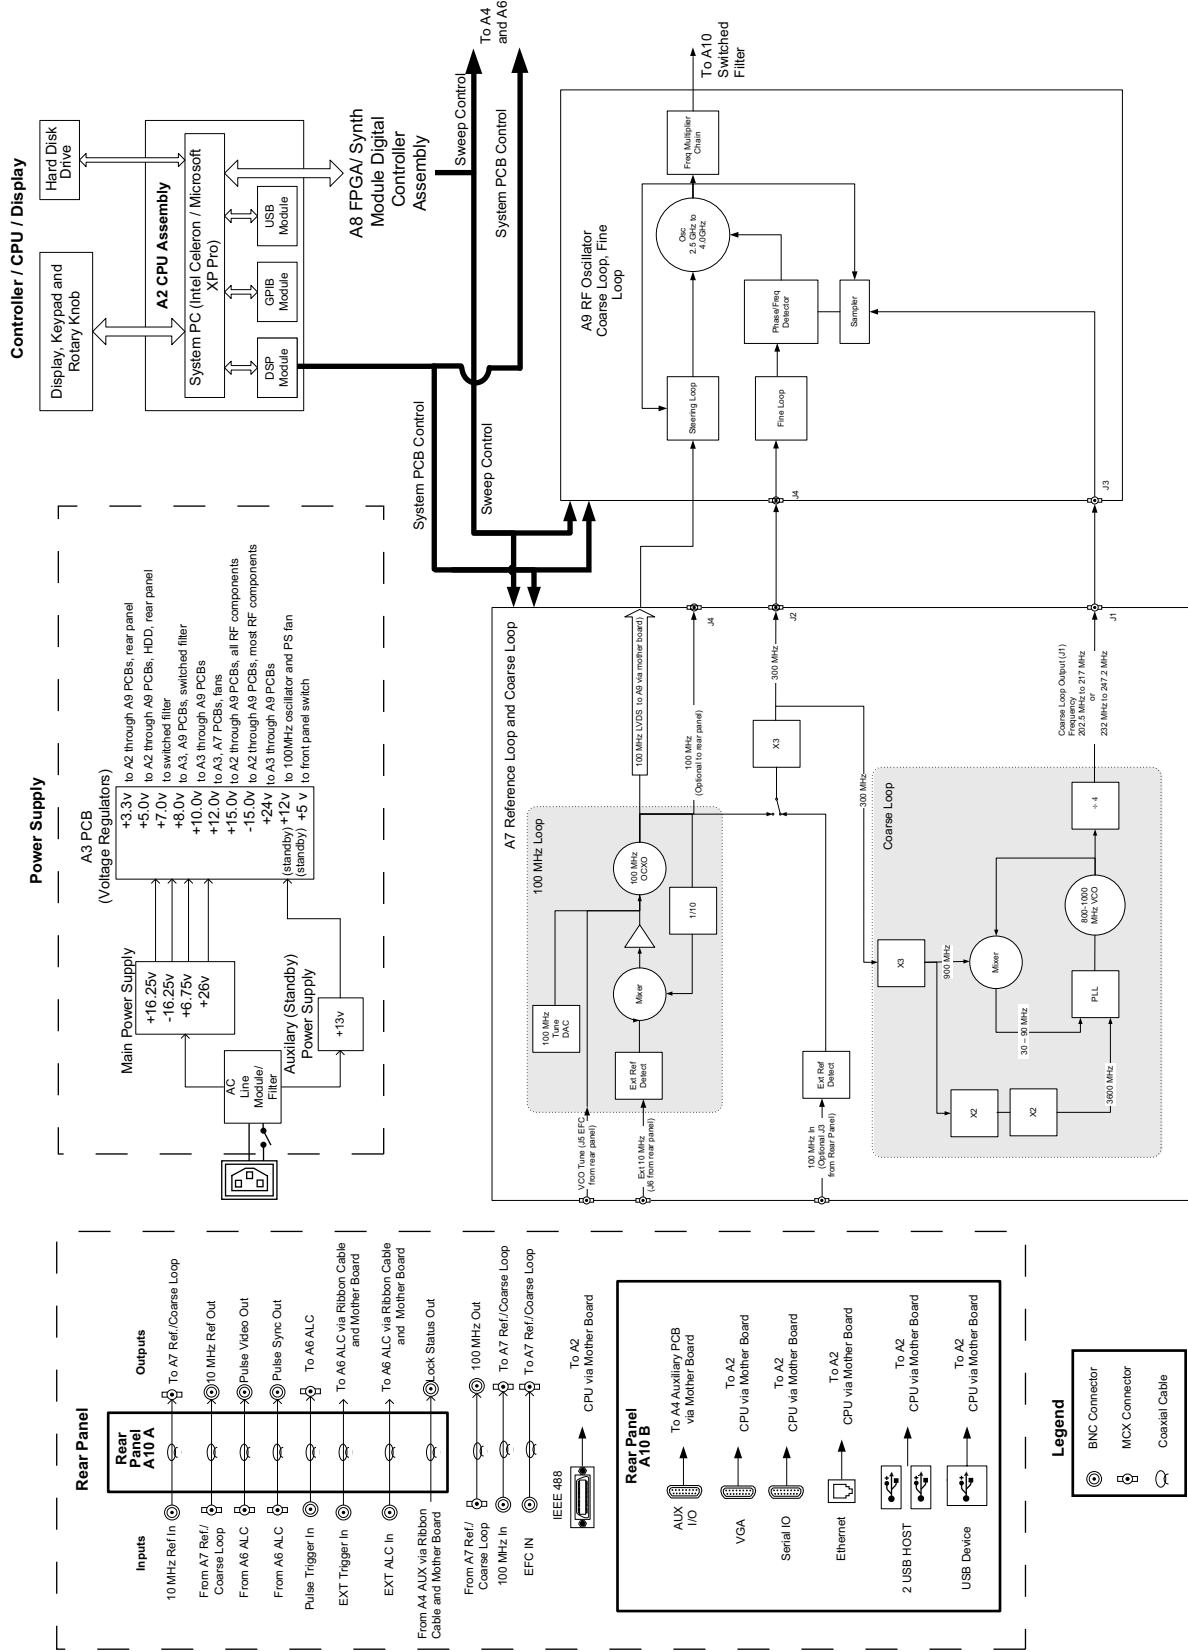 Controller / CPU / Display
Hard Disk
Drive
Display, Keypad and
Rotary Knob
A2 CPU Assembly
System PC (Intel Celeron / Microsoft
XP Pro)
DSP
Module
GPIB
Module
USB
Module
A8 FPGA/ Synth
Module Digital
Controller
Assembly
Sweep Control
System PCB Control
To A4
and A6
System PCB Control
Sweep Control
Power Supply
A3 PCB
(Voltage Regulators)
+3.3v to A2 through A9 PCBs, rear panel
+5.0v to A2 through A9 PCBs, HDD, rear panel
+7.0v to switched filter
+8.0v to A3, A9 PCBs, switched filter
+10.0v to A3 through A9 PCBs
+12.0v to A3, A7 PCBs, fans
+15.0v to A2 through A9 PCBs, all RF components
-15.0v to A2 through A9 PCBs, most RF components
+24v to A3 through A9 PCBs
(standby) +12v to 100MHz oscillator and PS fan
(standby) +5 v to front panel switch
Main Power Supply
+16.25v
-16.25v
+6.75v
+26v
AC
Line
Module/
Filter
Auxilary (Standby)
Power Supply
+13v
A9 RF Oscillator
Coarse Loop, Fine
Loop
Steering Loop
Osc
2.5 GHz to
4.0GHz
Freq Multiplier
Chain
To A10
Switched
Filter
Fine Loop
Phase/Freq
Detector
Sampler
J4
J3
A7 Reference Loop and Coarse Loop
100 MHz Loop
100 MHz
Tune
DAC
Ext Ref
Detect
Mixer
100 MHz
OCXO
1/10
100 MHz LVDS to A9 via mother board)
100 MHz
(Optional to rear panel)
J4
300 MHz
J2
X3
VCO Tune (J5 EFC
from rear panel)
Ext 10 MHz
(J6 from rear panel)
100 MHz In
(Optional J3
from Rear Panel)
Ext Ref
Detect
300 MHz
Coarse Loop
X3
900 MHz
Mixer
30 – 90 MHz
X2
X2
3600 MHz
PLL
800-1000
MHz VCO
÷ 4
Coarse Loop Output (J1)
Frequency
202.5 MHz to 217 MHz
or
232 MHz to 247.2 MHz
J1
Rear Panel
Inputs
Rear
Panel
A10 A
Outputs
10 MHz Ref In
To A7 Ref./Coarse Loop
From A7 Ref./
Coarse Loop
10 MHz Ref Out
From A6 ALC
Pulse Video Out
From A6 ALC
Pulse Sync Out
Pulse Trigger In
To A6 ALC
EXT Trigger In
To A6 ALC via Ribbon Cable
and Mother Board
EXT ALC In
To A6 ALC via Ribbon Cable
and Mother Board
From A4 AUX via Ribbon
Cable and Mother Board
Lock Status Out
From A7 Ref./
Coarse Loop
100 MHz Out
100 MHz In
To A7 Ref./Coarse Loop
EFC IN
To A7 Ref./Coarse Loop
IEEE 488
To A2
CPU via Mother Board
Rear Panel
A10 B
AUX
I/O
To A4 Auxiliary PCB
via Mother Board
VGA
To A2
CPU via Mother Board
Serial IO
To A2
CPU via Mother Board
Ethernet
To A2
CPU via Mother Board
2 USB HOST
To A2
CPU via Mother Board
USB Device
To A2
CPU via Mother Board
Legend
BNC Connector
MCX Connector
Coaxial Cable